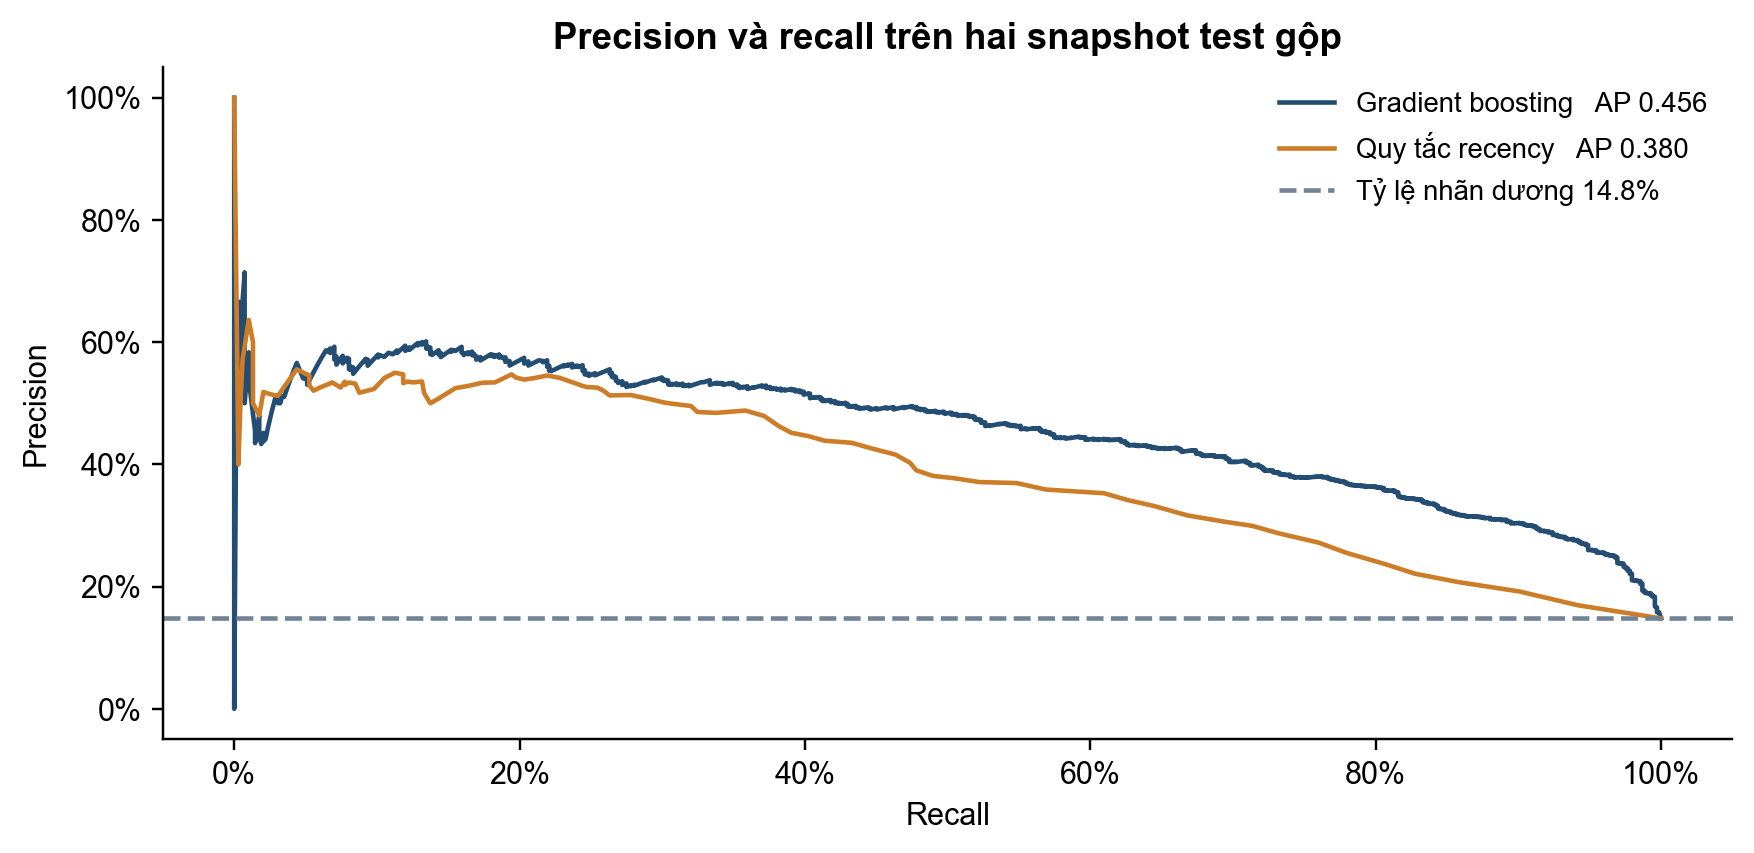 Precision và recall trên hai snapshot test gộp
Gradient boosting AP 0.456
Quy tắc recency AP 0.380
Tỷ lệ nhãn dương 14.8%
Precision
100%
80%
60%
40%
20%
0%
0%
20%
40%
60%
80%
100%
Recall